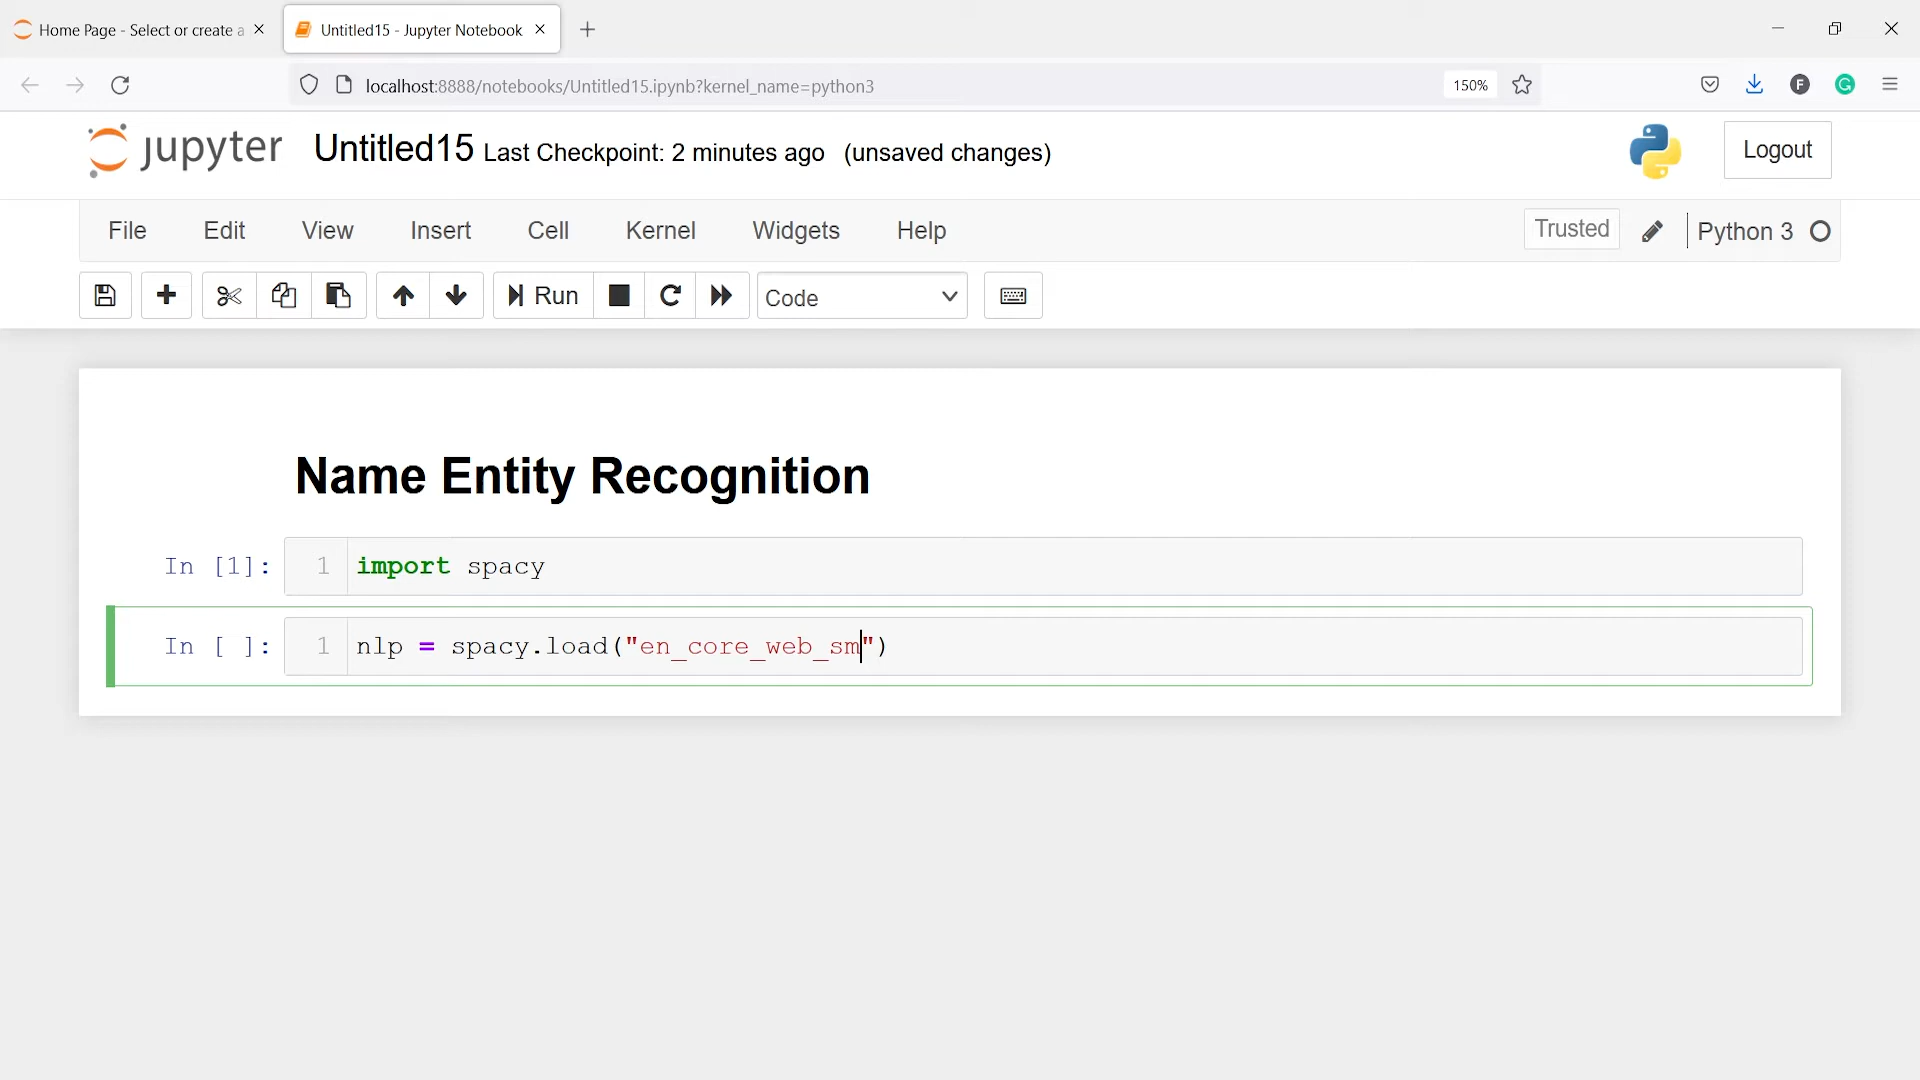 Home Page - Select or create a
Untitled15 - Jupyter Notebook
localhost:8888/notebooks/Untitled15.ipynb?kernel_name=python3
150%
F
G
jupyter
Untitled15 Last Checkpoint: 2 minutes ago (unsaved changes)
Logout
File Edit View Insert Cell Kernel Widgets Help
Trusted
Python 3
Run
Code
Name Entity Recognition
In [1]:
1 import spacy
In [ ]:
1 nlp = spacy.load("en_core_web_sm")